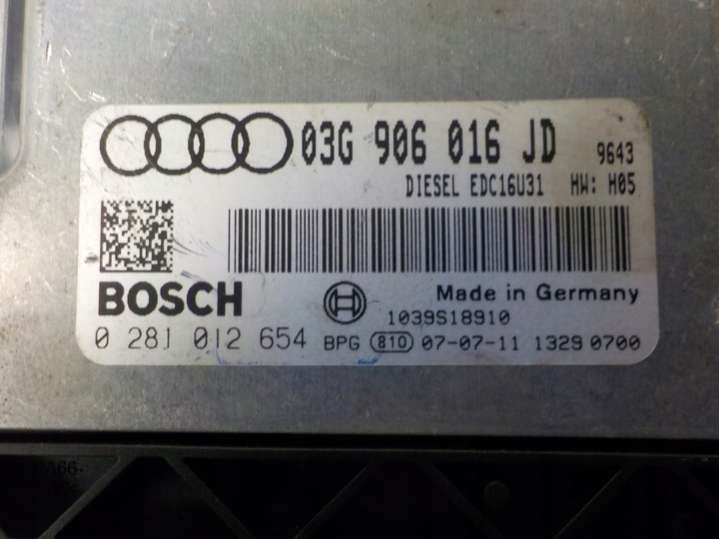 03G 906 016 JD 9643
DIESEL EDC16U31 HW: H05
BOSCH
Made in Germany
1039S18910
0 281 012 654 BPG 810 07-07-11 1329 0700